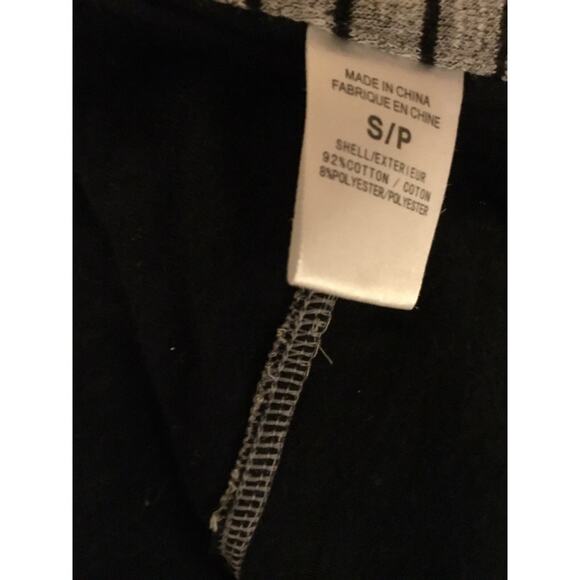 MADE IN CHINA
FABRIQUE EN CHINE
S/P
SHELL/EXTERIEUR
92%COTTON / COTON
8%POLYESTER/POLYESTER